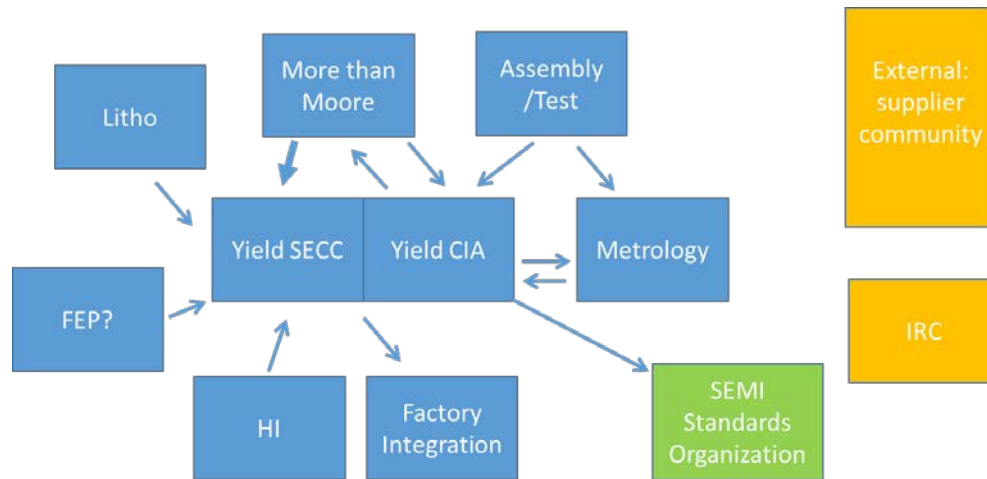 More than
Moore
Assembly
/Test
External:
supplier
community
Litho
Yield SECC
Yield CIA
Metrology
FEP?
IRC
HI
Factory
Integration
SEMI
Standards
Organization